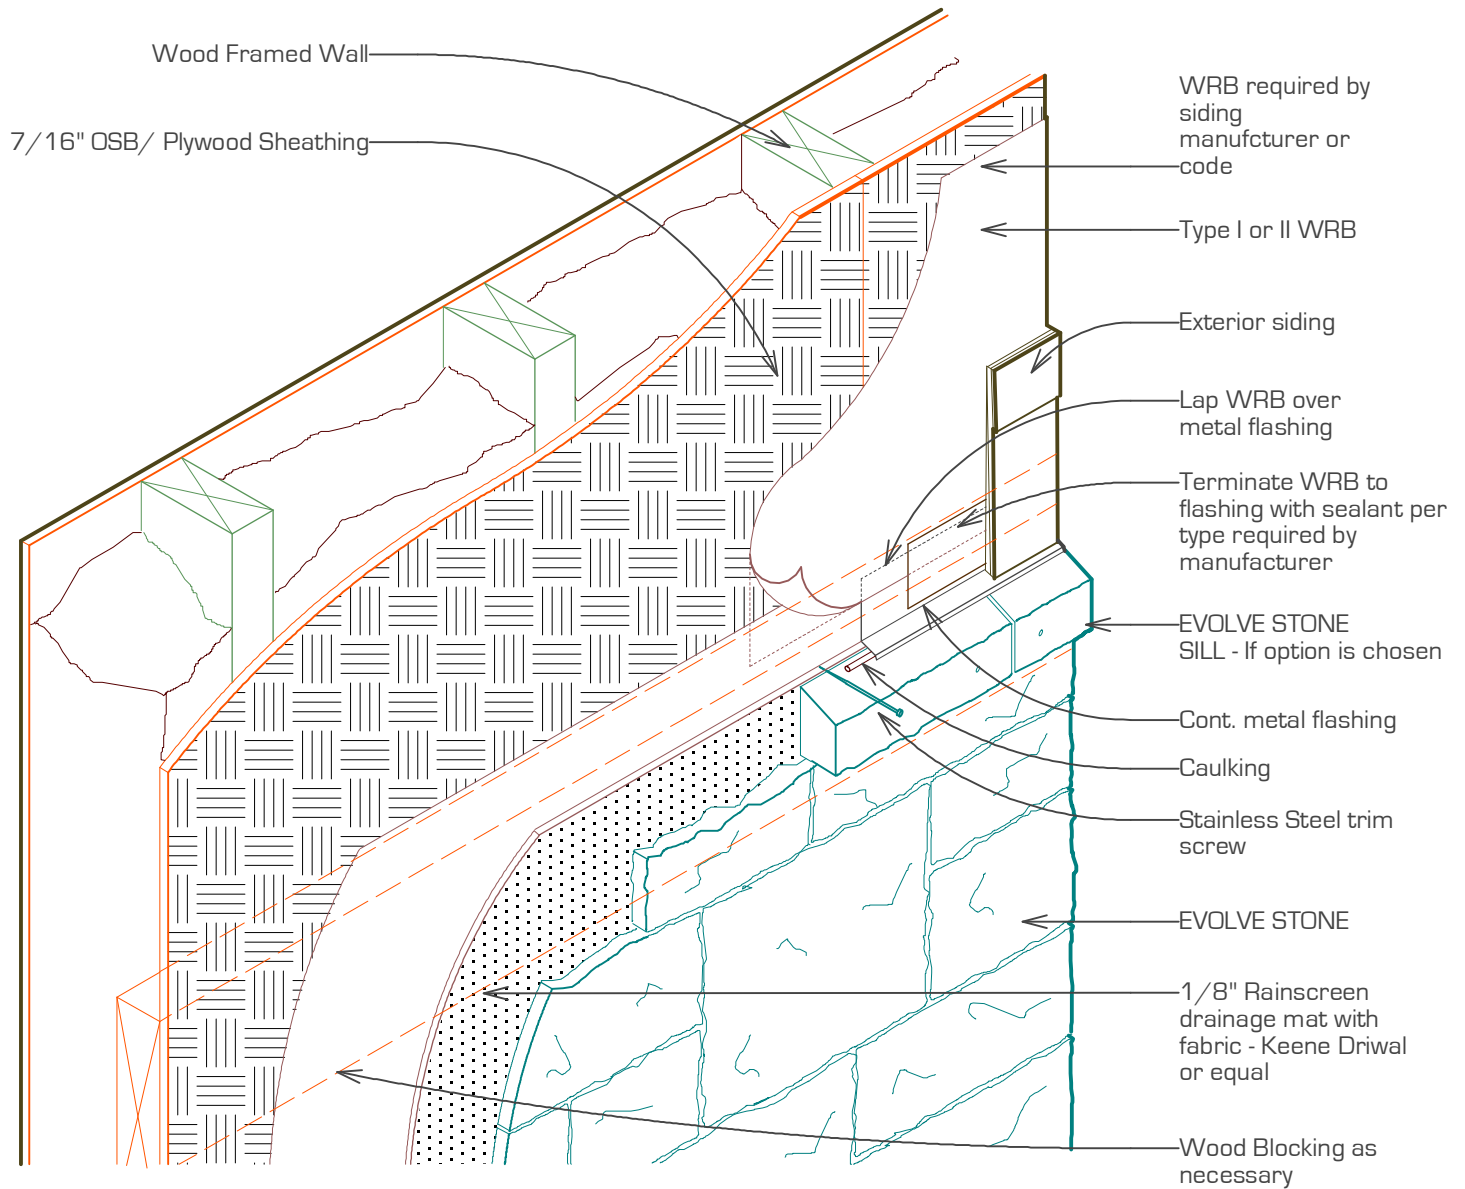 Wood Framed Wall
7/16" OSB/ Plywood Sheathing
WRB required by
siding
manufcturer or
code
Type I or II WRB
Exterior siding
Lap WRB over
metal flashing
Terminate WRB to
flashing with sealant per
type required by
manufacturer
EVOLVE STONE
SILL - If option is chosen
Cont. metal flashing
Caulking
Stainless Steel trim
screw
EVOLVE STONE
1/8" Rainscreen
drainage mat with
fabric - Keene Driwal
or equal
Wood Blocking as
necessary